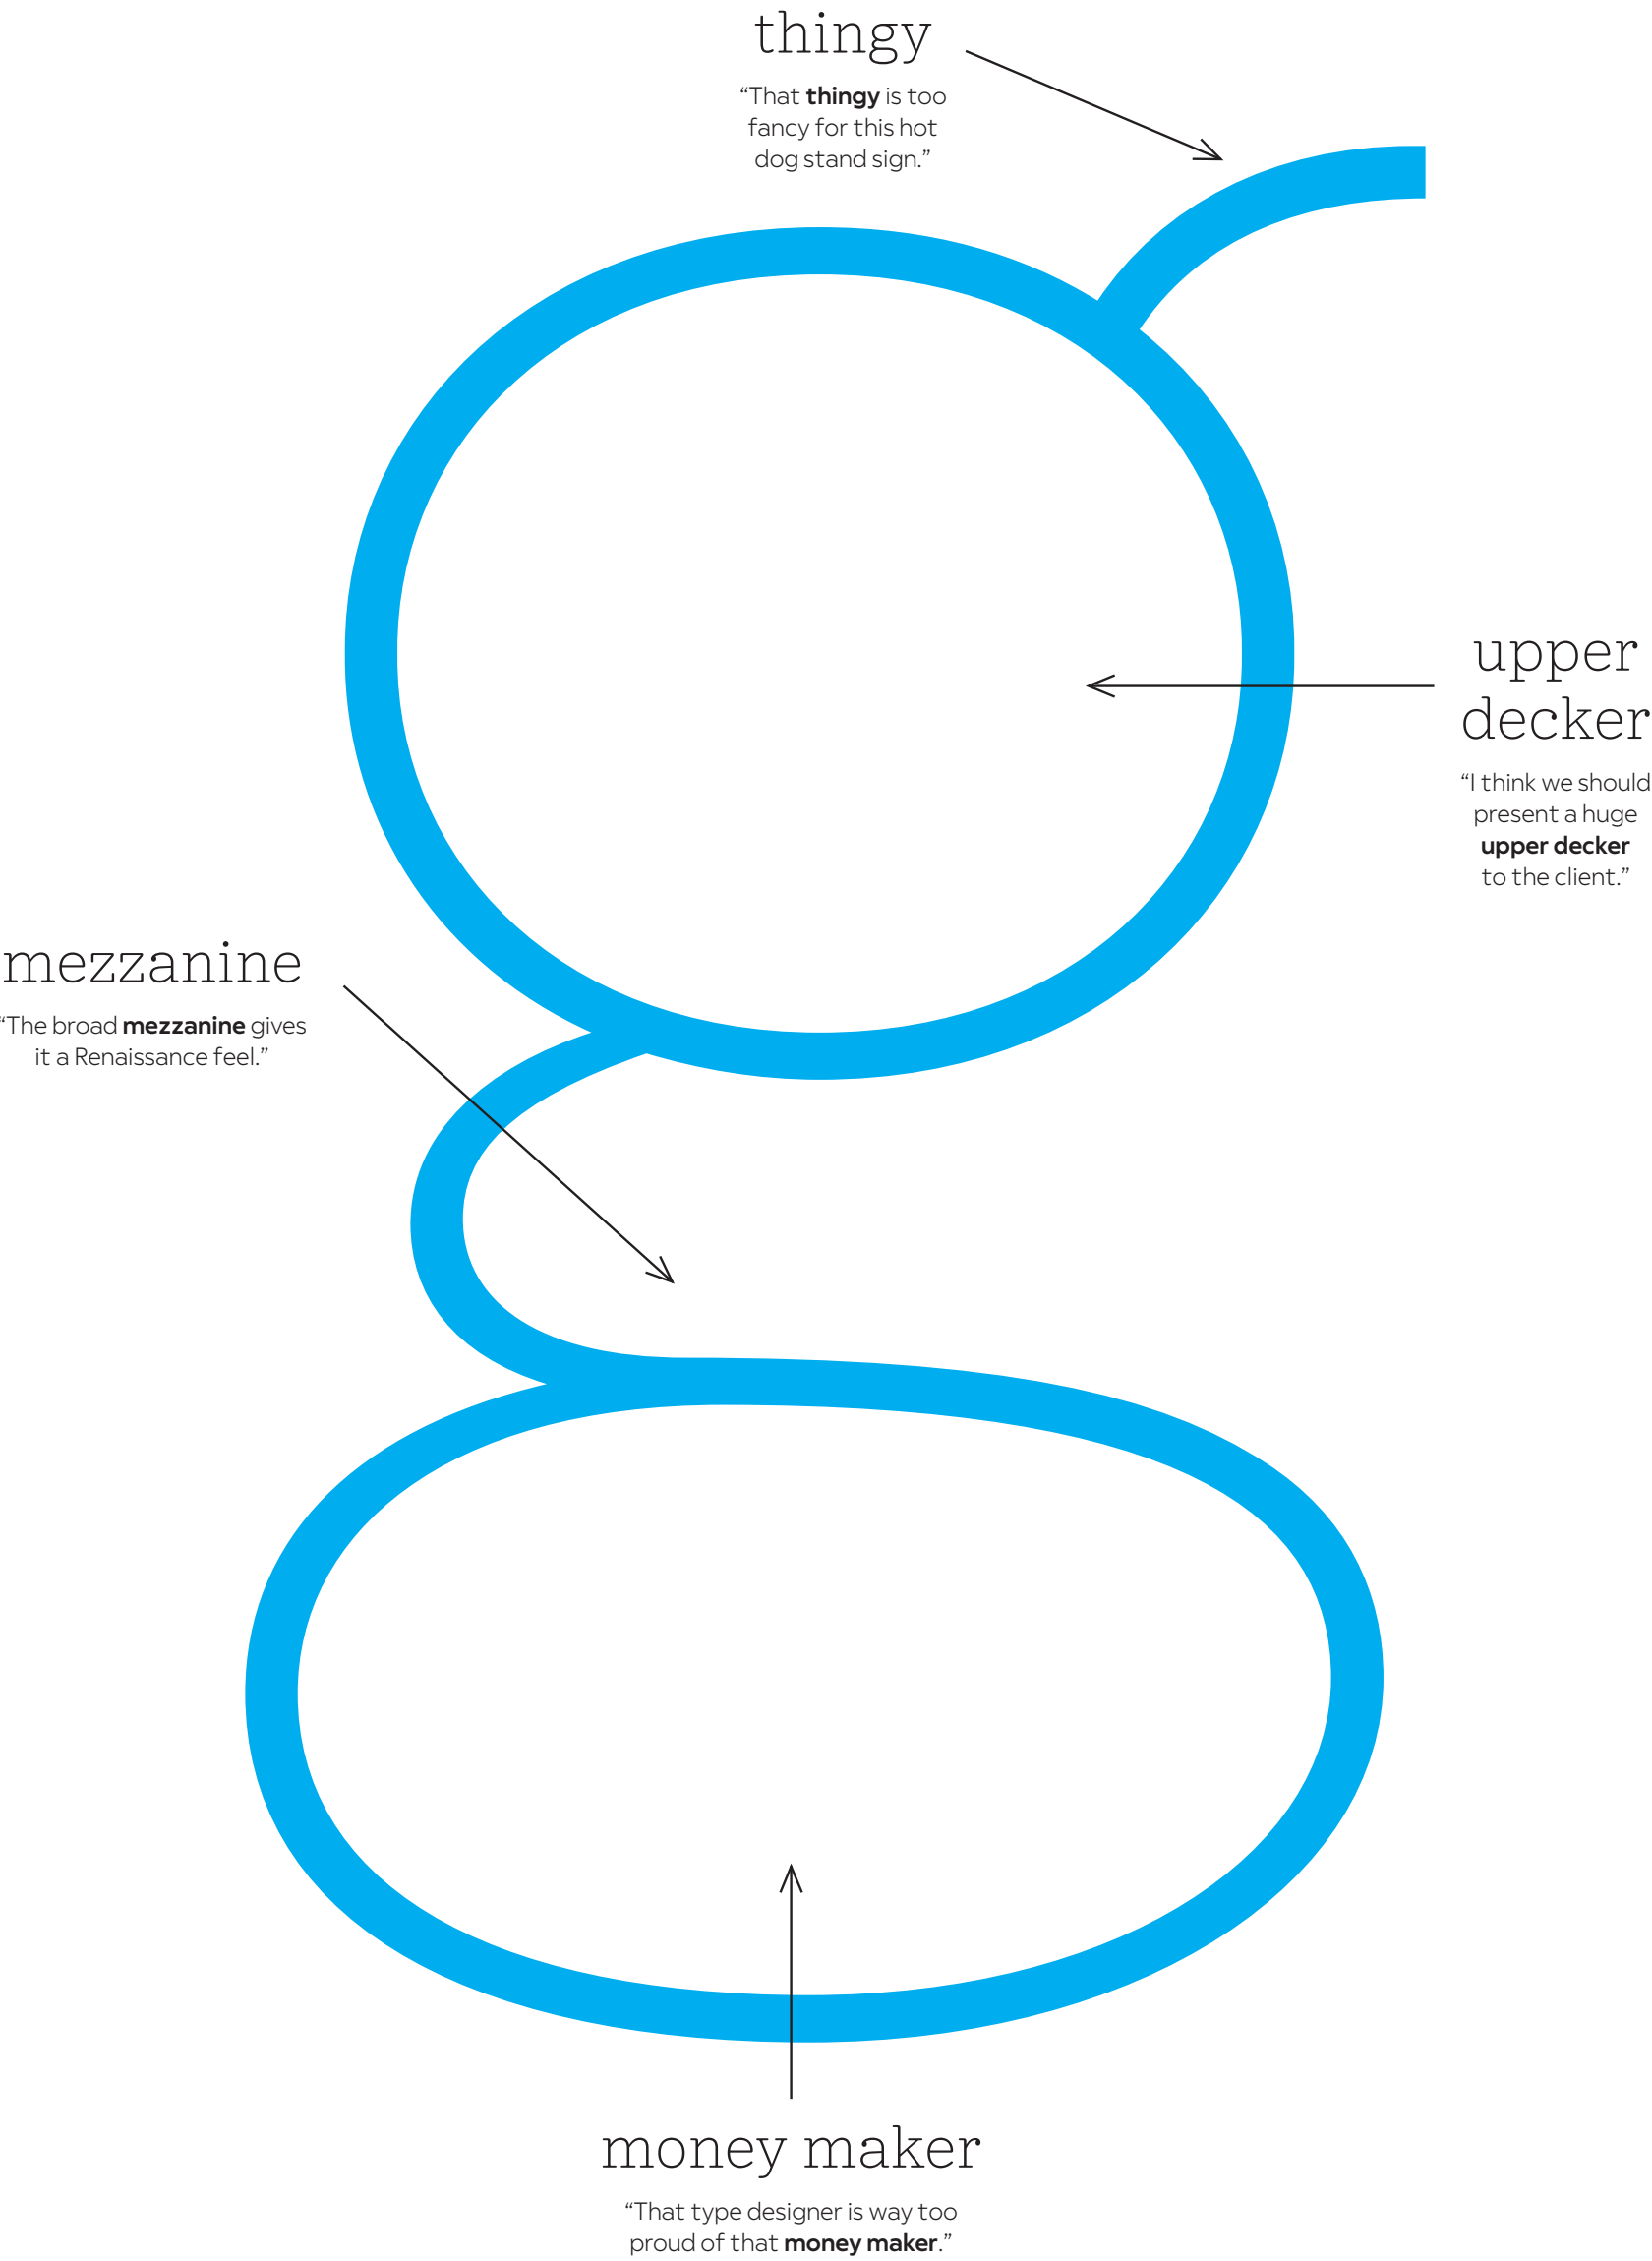 thingy
“That thingy is too
fancy for this hot
dog stand sign.”
upper
decker
“I think we should
present a huge
upper decker
to the client.”
mezzanine
“The broad mezzanine gives
it a Renaissance feel.”
money maker
“That type designer is way too
proud of that money maker.”